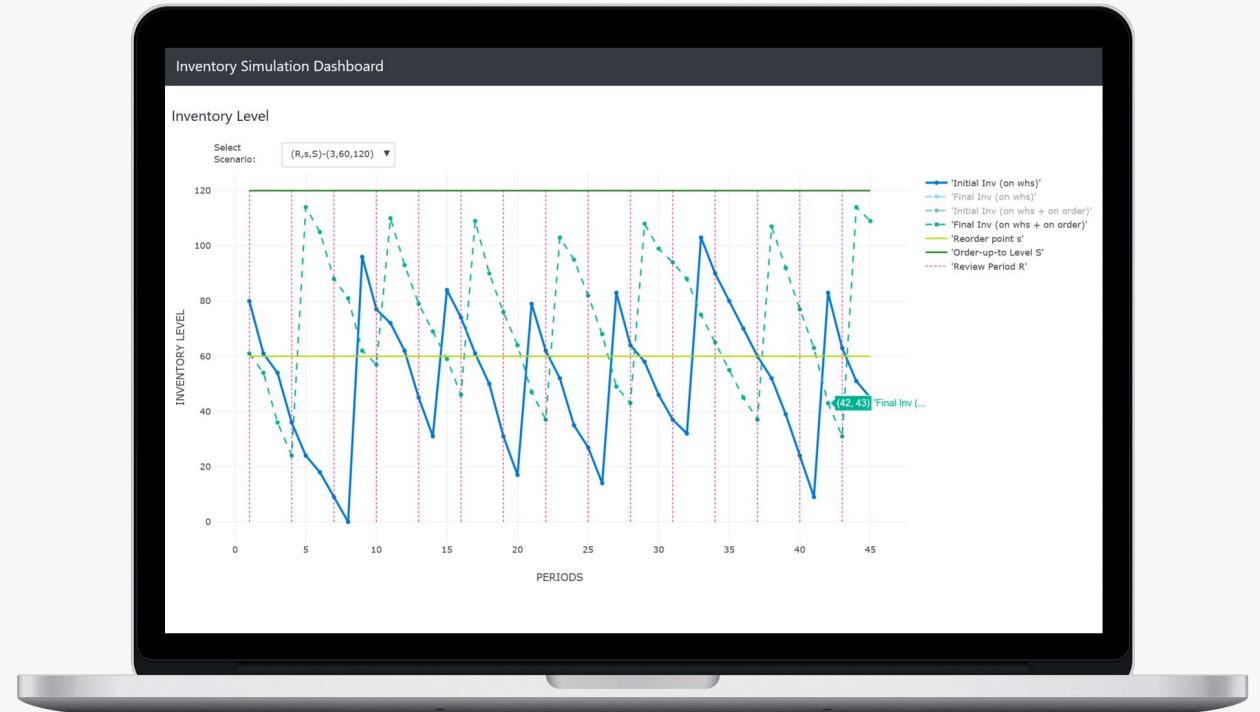 Inventory Simulation Dashboard
Inventory Level
Select
Scenario:
(R,s,S)-(3,60,120) ▼
120
100
80
60
40
20
0
INVENTORY LEVEL
0 5 10 15 20 25 30 35 40 45
PERIODS
(42, 43) 'Final Inv (...
'Initial Inv (on whs)'
'Final Inv (on whs)'
'Initial Inv (on whs + on order)'
'Final Inv (on whs + on order)'
'Reorder point s'
'Order-up-to Level S'
'Review Period R'